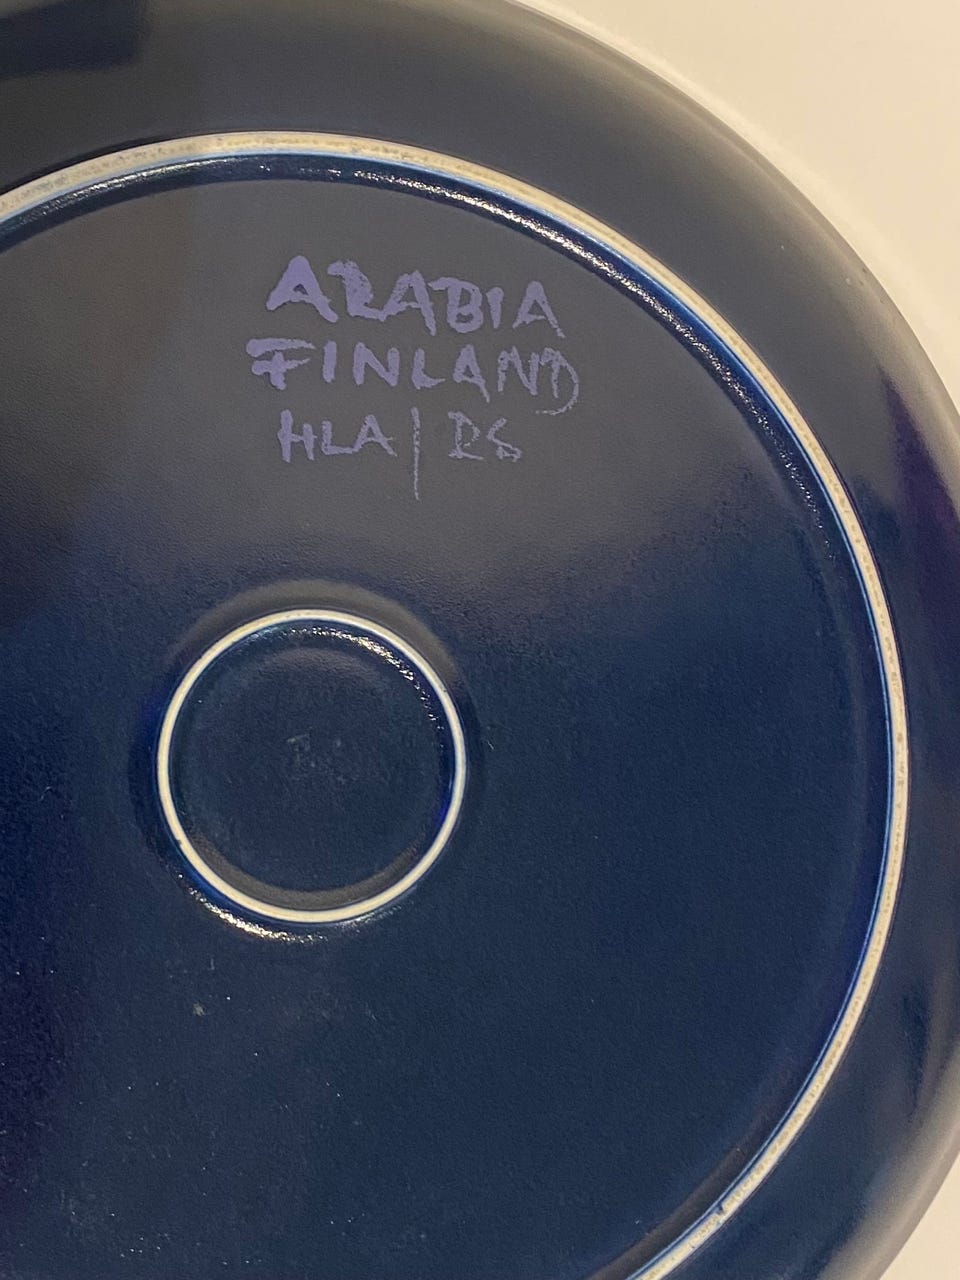 ARABIA
FINLAND
HLA | RS